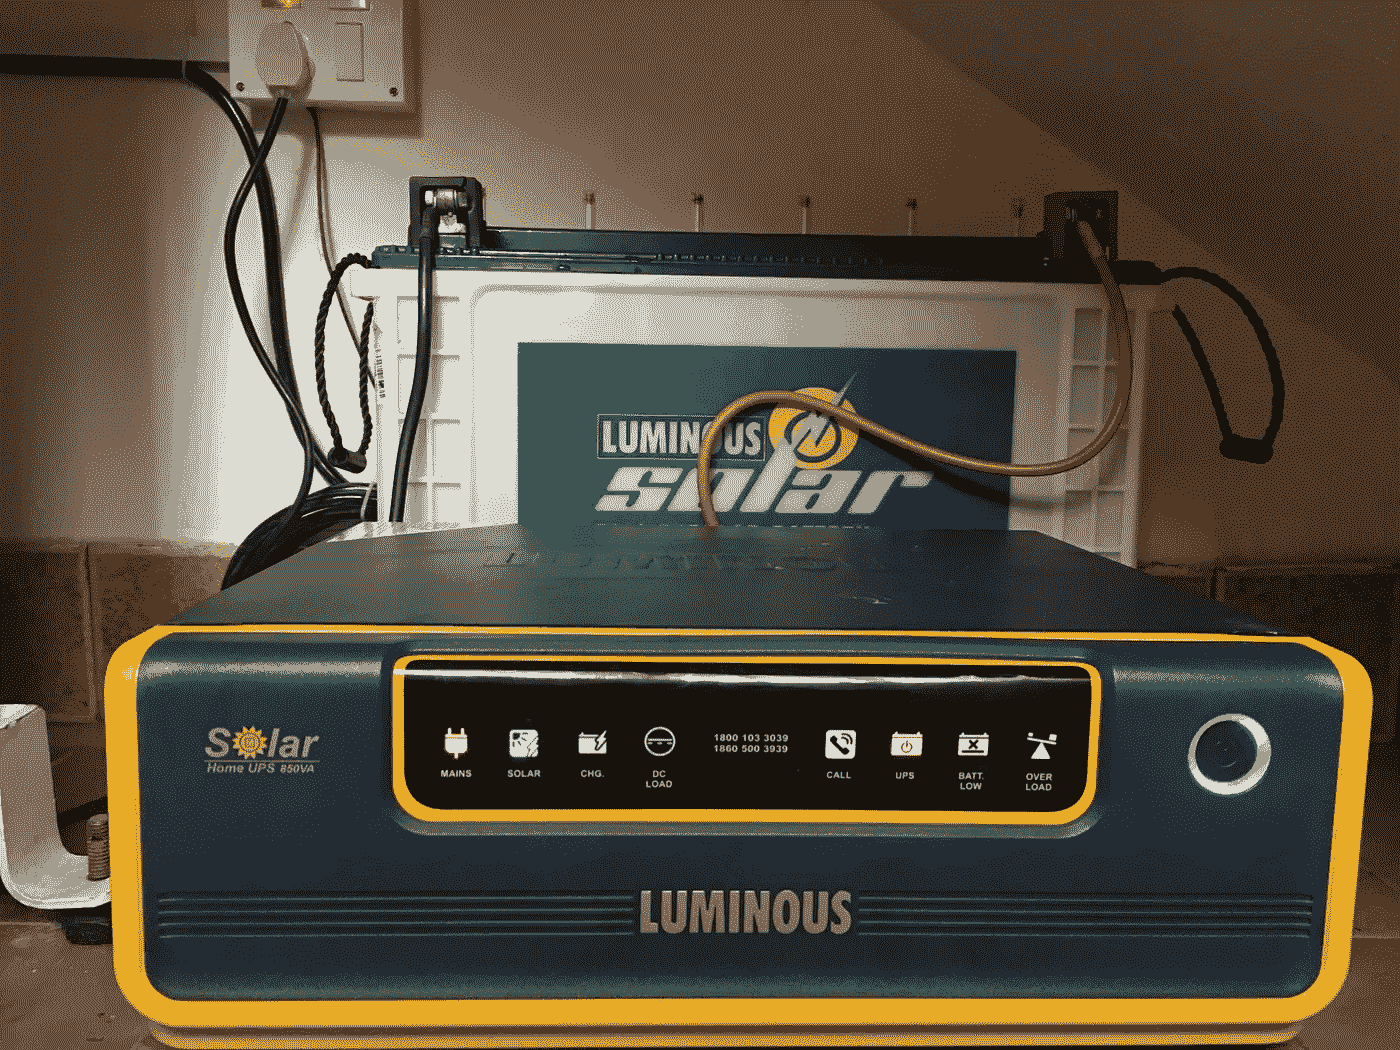 LUMINOUS
solar
Solar
Home UPS 850VA
MAINS
SOLAR
CHG.
DC
LOAD
1800 103 3039
1860 500 3939
CALL
UPS
BATT.
LOW
OVER
LOAD
LUMINOUS